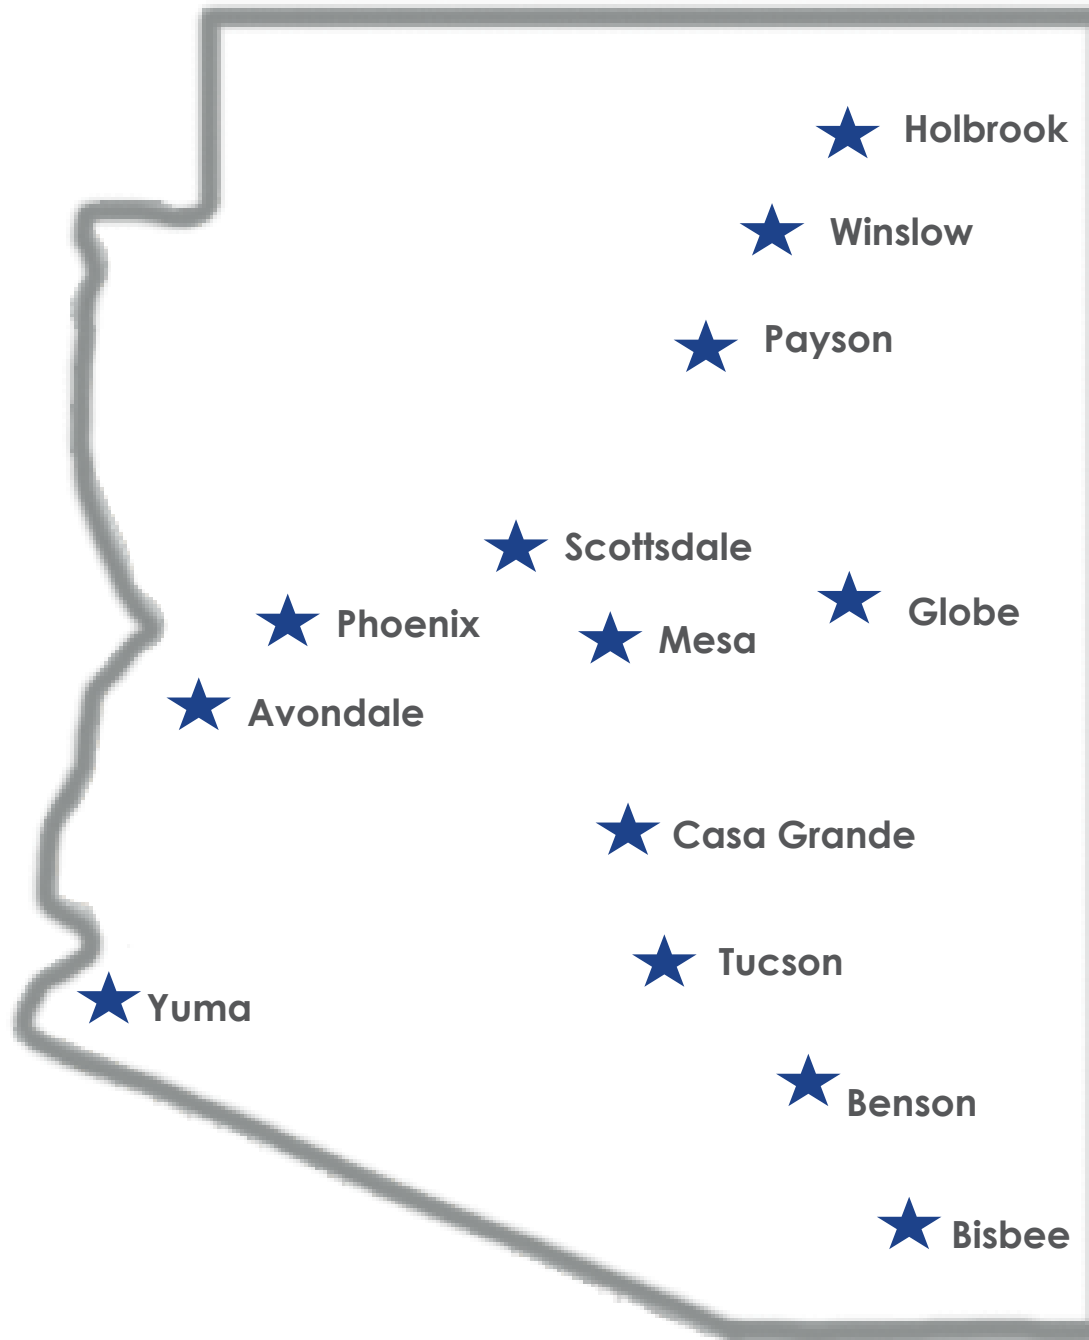 Holbrook
Winslow
Payson
Scottsdale
Globe
Phoenix
Mesa
Avondale
Casa Grande
Tucson
Yuma
Benson
Bisbee